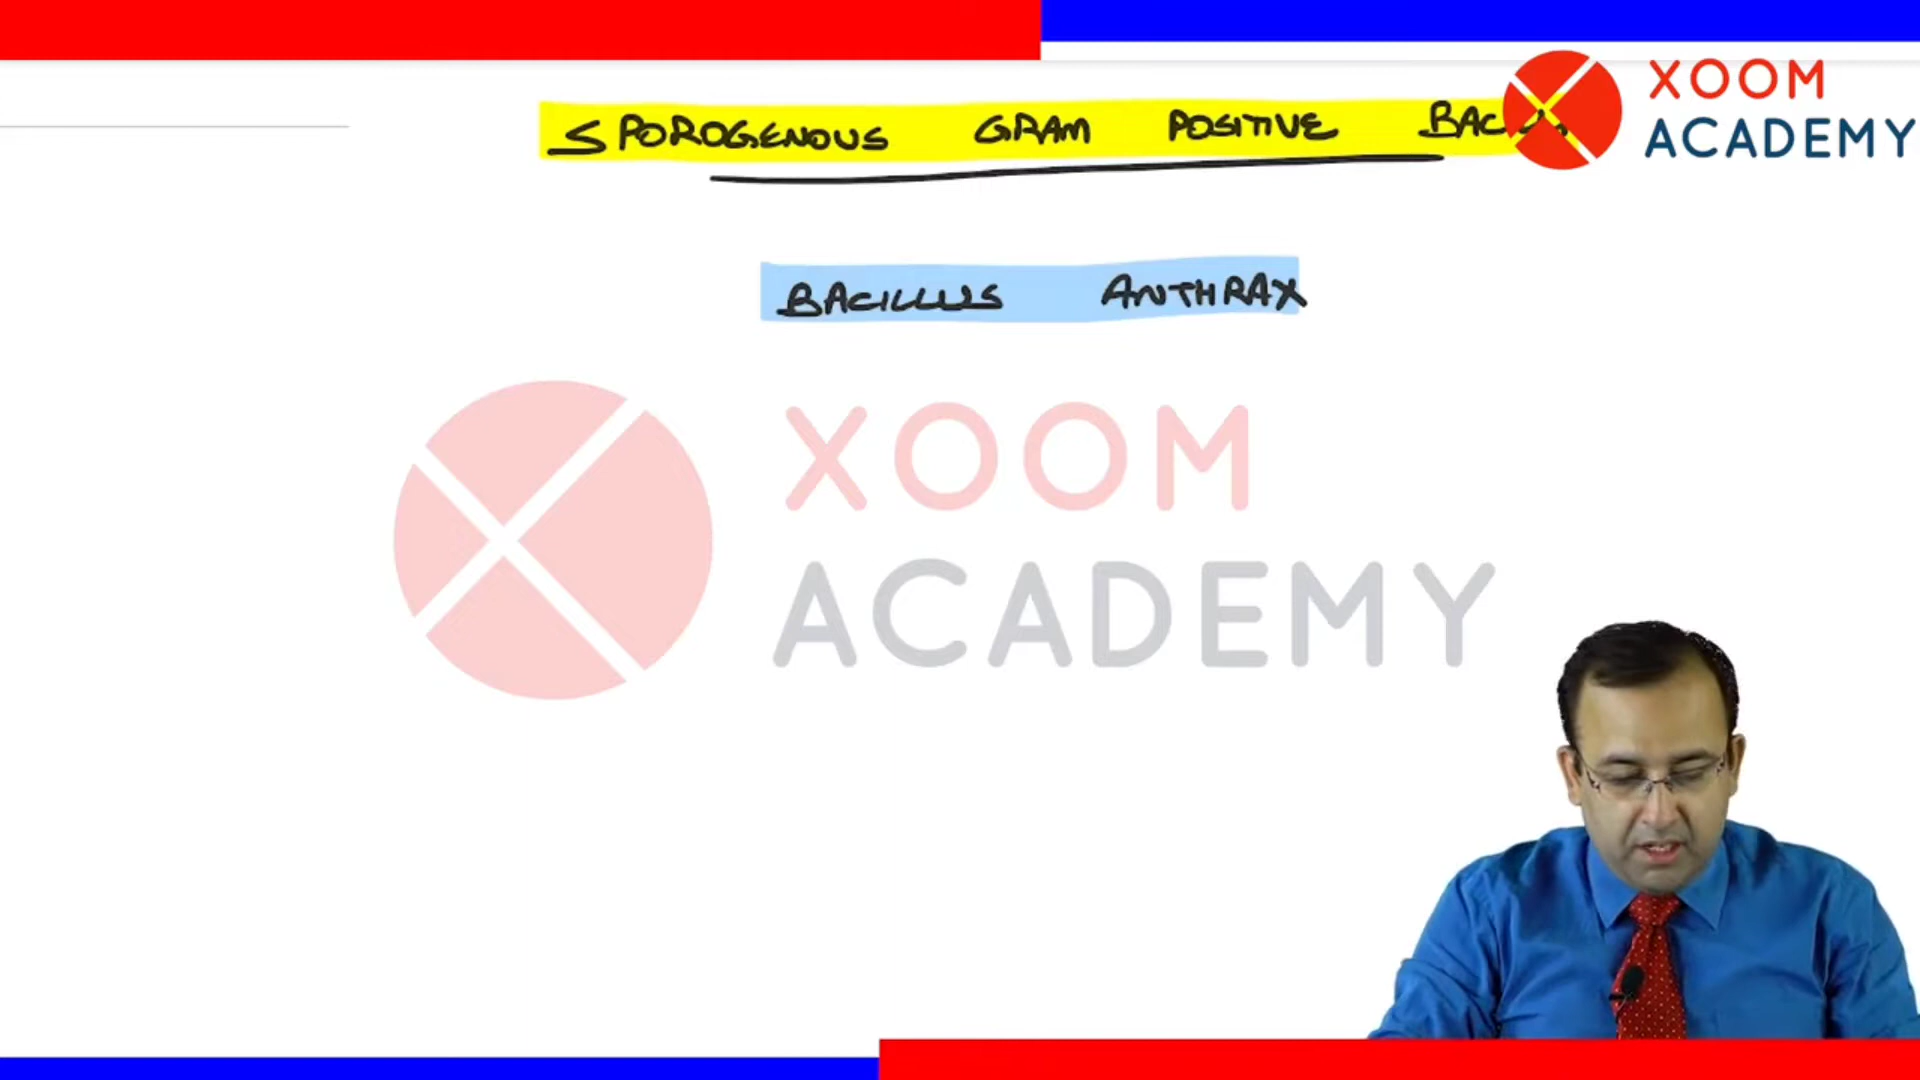 XOOM
ACADEMY
SPOROGENOUS GRAM POSITIVE
BACILLUS ANTHRAX
XOOM
ACADEMY